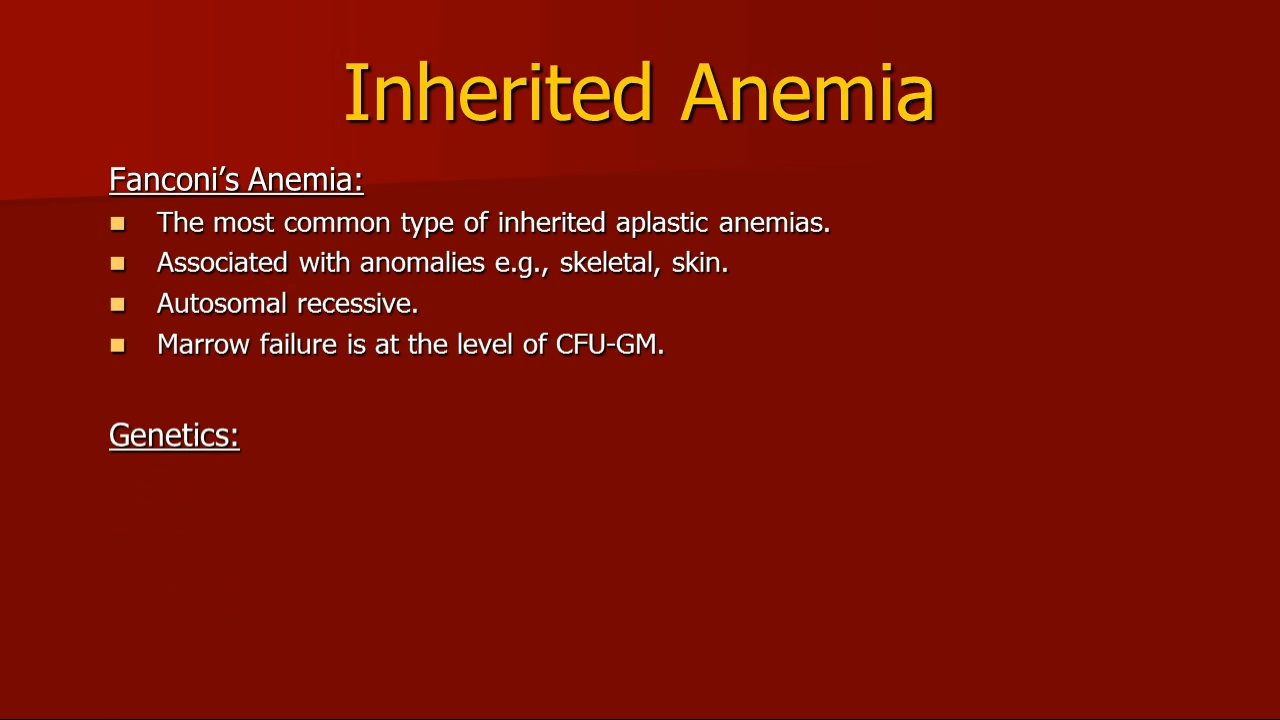 Inherited Anemia
Fanconi’s Anemia:
■ The most common type of inherited aplastic anemias.
■ Associated with anomalies e.g., skeletal, skin.
■ Autosomal recessive.
■ Marrow failure is at the level of CFU-GM.
Genetics: